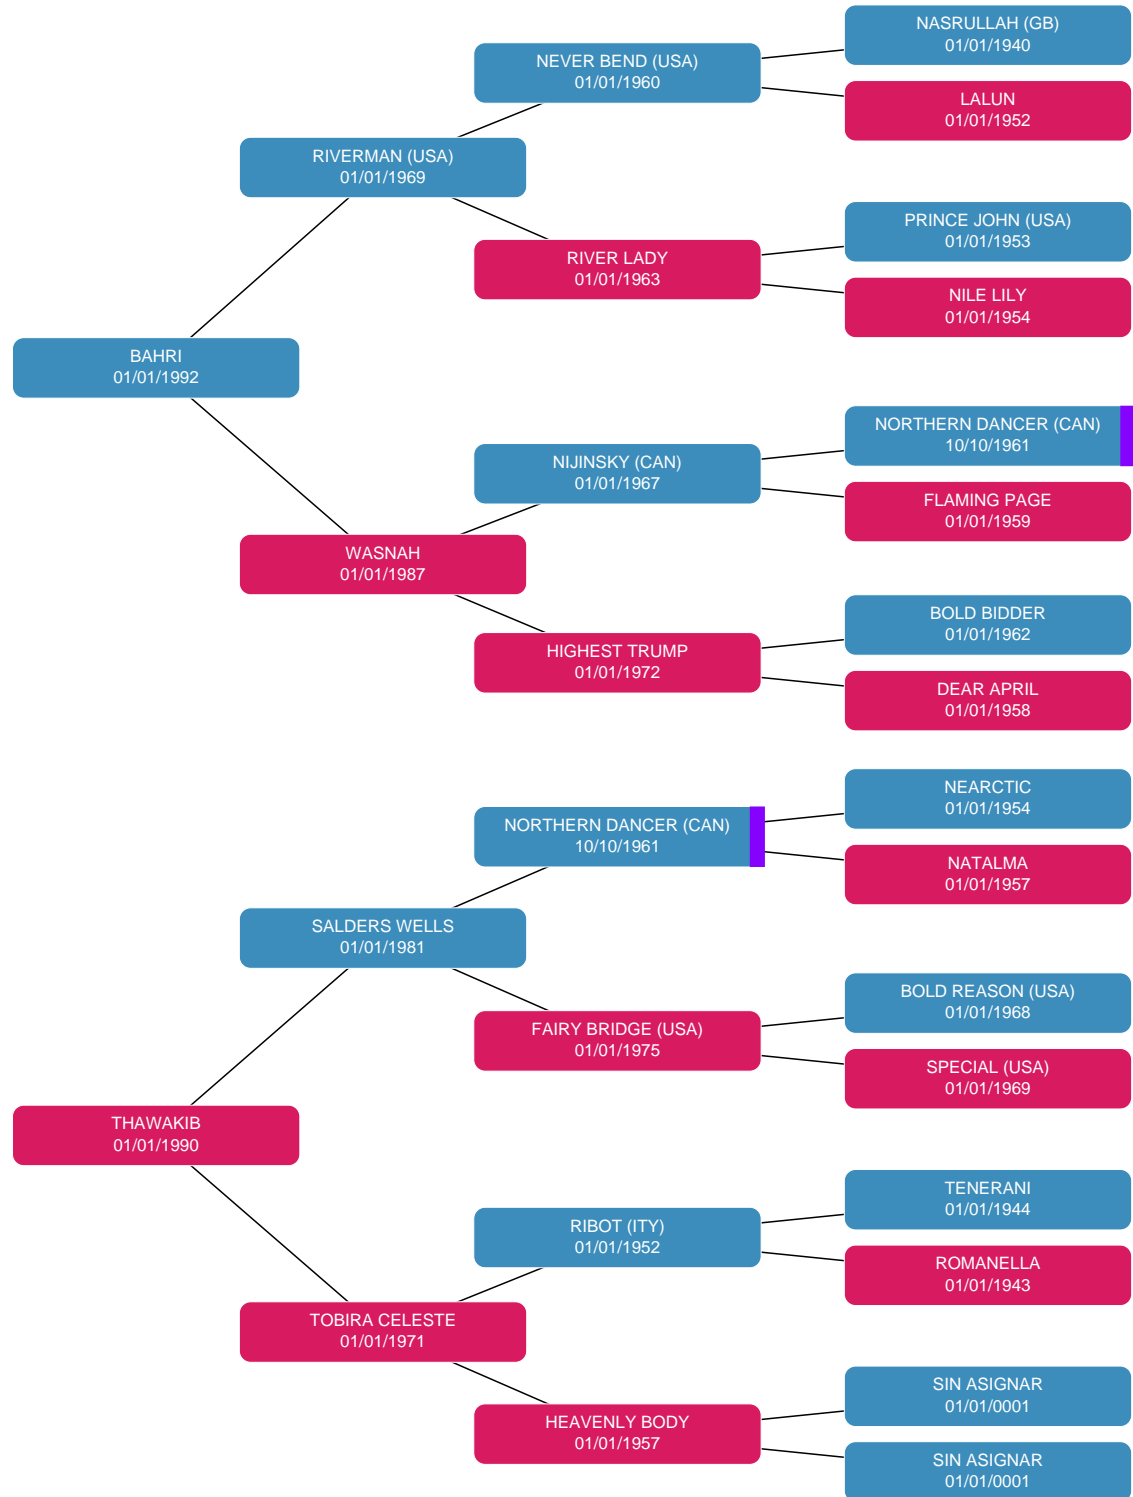 NASRULLAH (GB)
01/01/1940
NEVER BEND (USA)
01/01/1960
LALUN
01/01/1952
RIVERMAN (USA)
01/01/1969
PRINCE JOHN (USA)
01/01/1953
RIVER LADY
01/01/1963
NILE LILY
01/01/1954
BAHRI
01/01/1992
NORTHERN DANCER (CAN)
10/10/1961
NIJINSKY (CAN)
01/01/1967
FLAMING PAGE
01/01/1959
WASNAH
01/01/1987
BOLD BIDDER
01/01/1962
HIGHEST TRUMP
01/01/1972
DEAR APRIL
01/01/1958
NEARCTIC
01/01/1954
NORTHERN DANCER (CAN)
10/10/1961
NATALMA
01/01/1957
SALDERS WELLS
01/01/1981
BOLD REASON (USA)
01/01/1968
FAIRY BRIDGE (USA)
01/01/1975
SPECIAL (USA)
01/01/1969
THAWAKIB
01/01/1990
TENERANI
01/01/1944
RIBOT (ITY)
01/01/1952
ROMANELLA
01/01/1943
TOBIRA CELESTE
01/01/1971
SIN ASIGNAR
01/01/0001
HEAVENLY BODY
01/01/1957
SIN ASIGNAR
01/01/0001